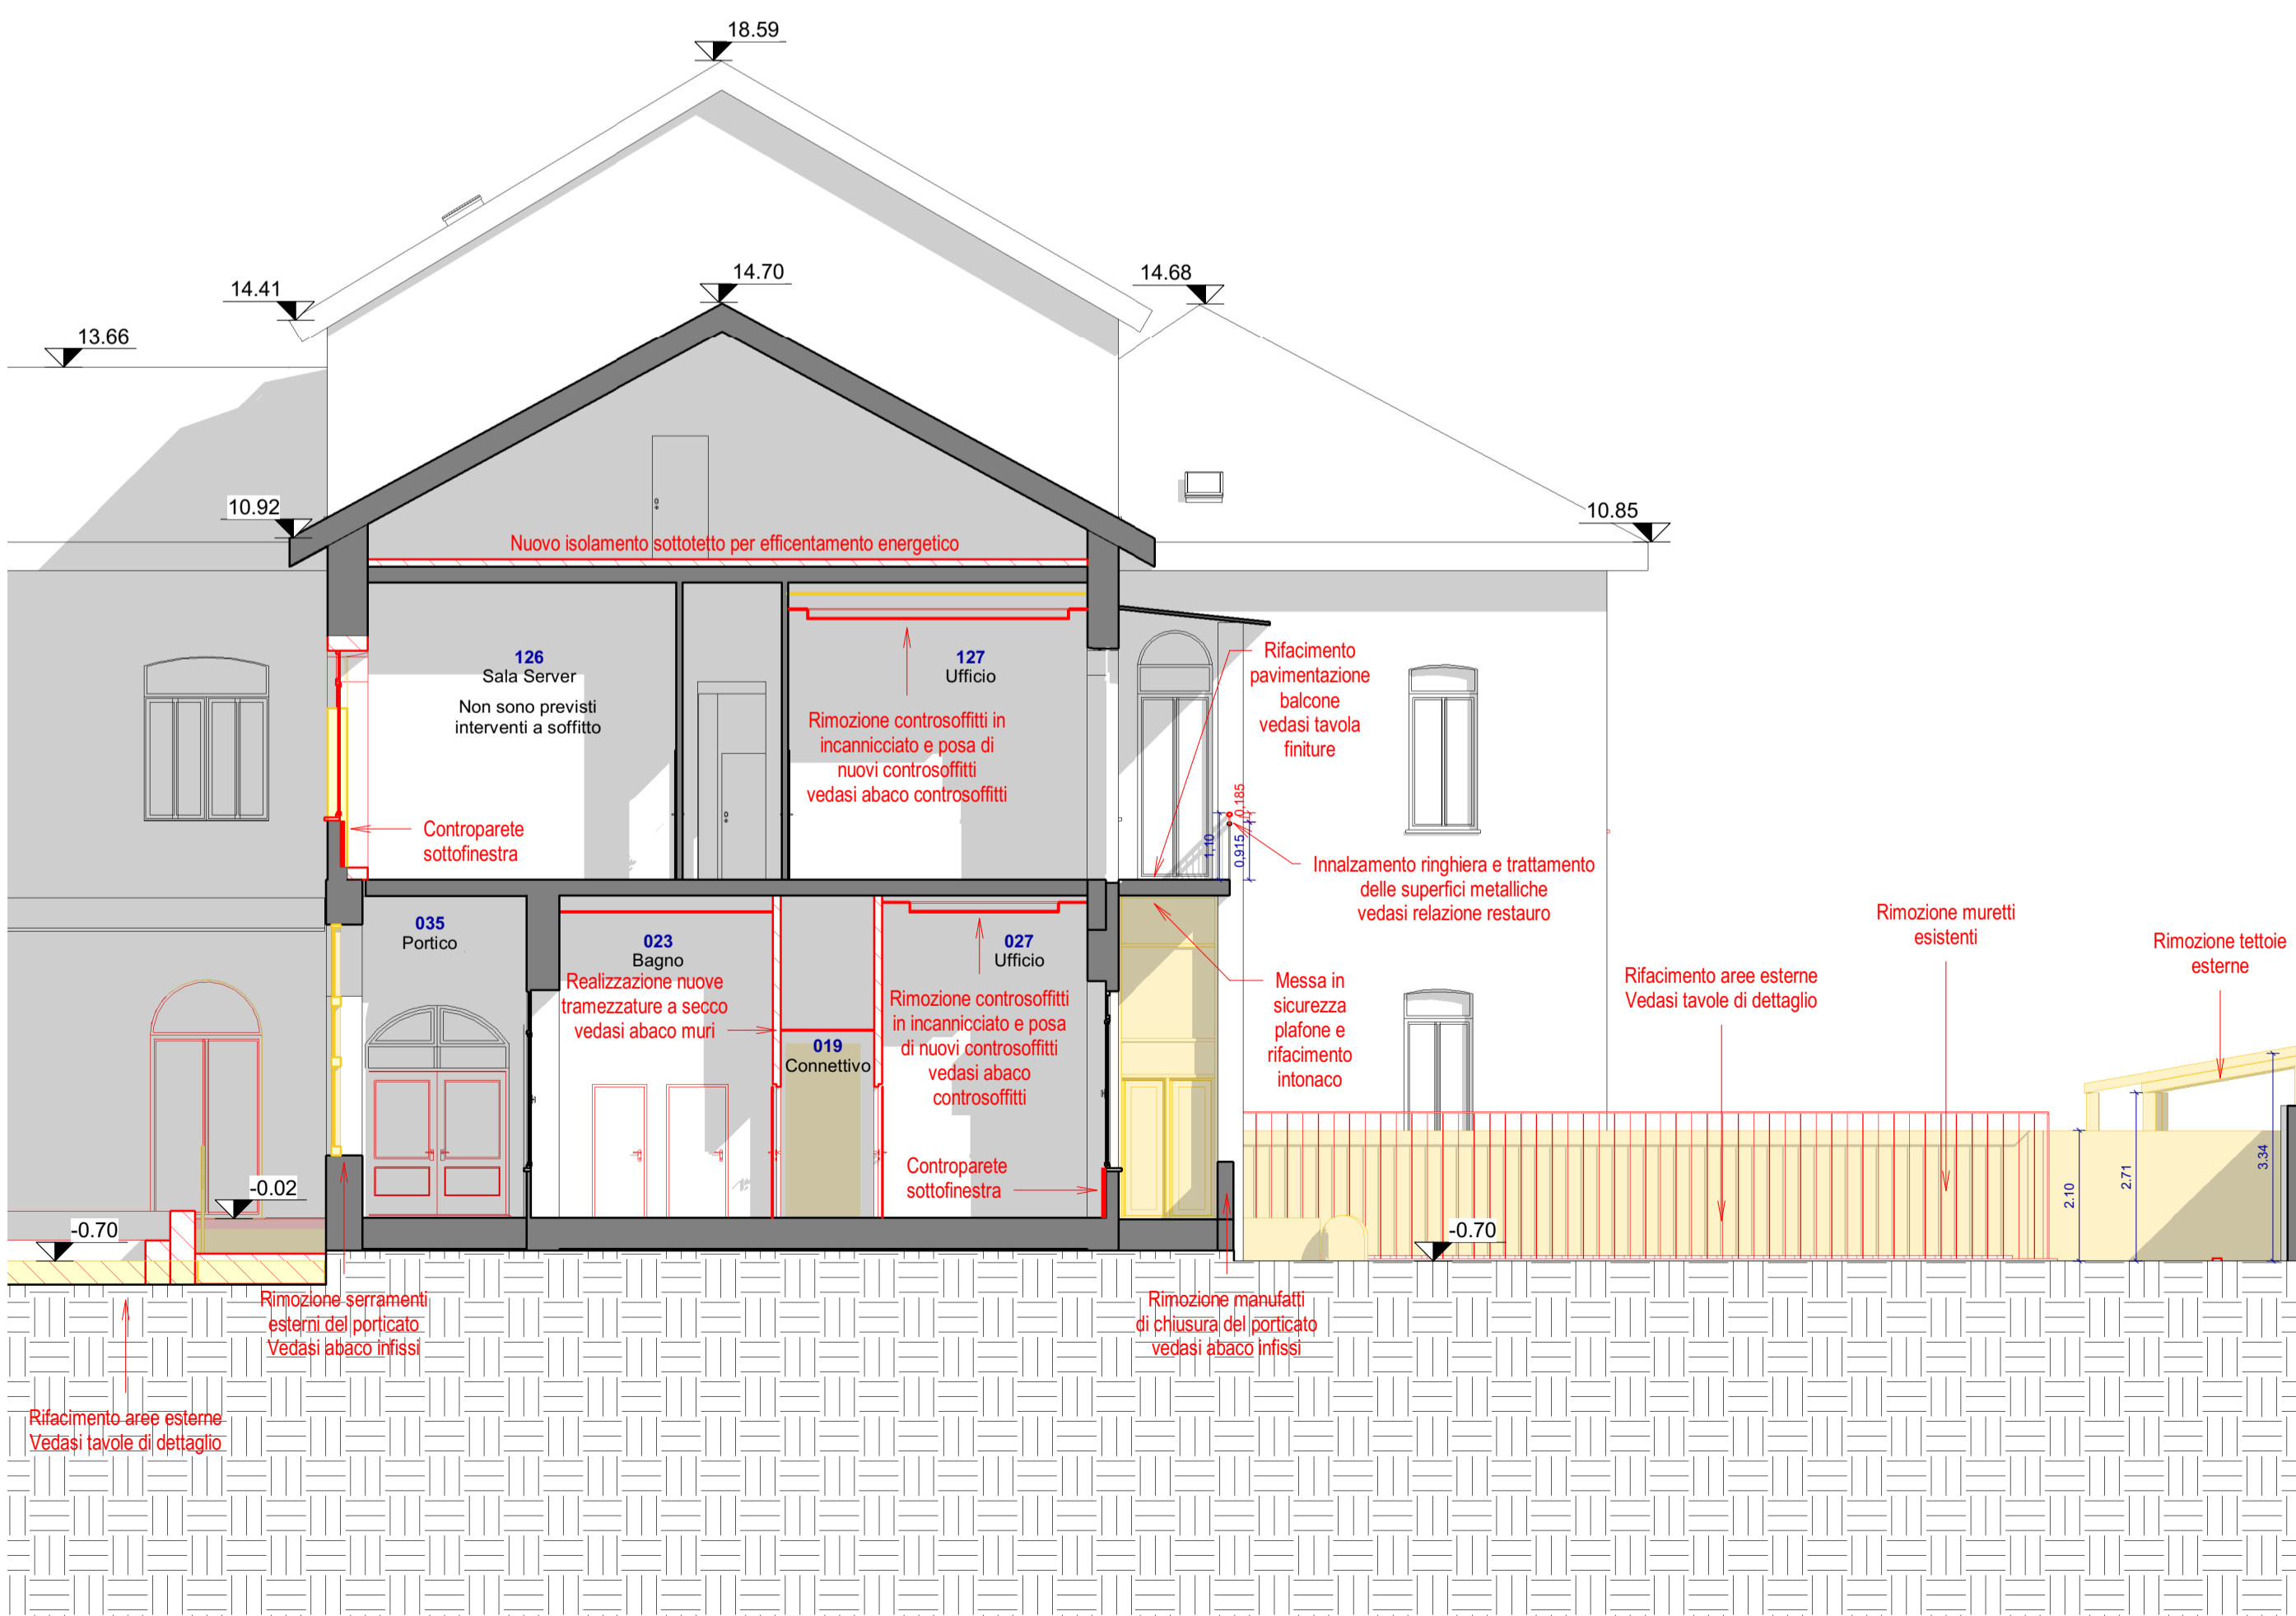 18.59
14.70
14.68
14.41
13.66
10.92
10.85
Nuovo isolamento sottotetto per efficentamento energetico
126
Sala Server
Non sono previsti
interventi a soffitto
127
Ufficio
Rimozione controsoffitti in
incannicciato e posa di
nuovi controsoffitti
vedasi abaco controsoffitti
Rifacimento
pavimentazione
balcone
vedasi tavola
finiture
Controparete
sottofinestra
0,185
1,10
0,915
Innalzamento ringhiera e trattamento
delle superfici metalliche
vedasi relazione restauro
035
Portico
023
Bagno
Realizzazione nuove
tramezzature a secco
vedasi abaco muri
019
Connettivo
027
Ufficio
Rimozione controsoffitti
in incannicciato e posa
di nuovi controsoffitti
vedasi abaco
controsoffitti
Controparete
sottofinestra
Messa in
sicurezza
plafone e
rifacimento
intonaco
Rifacimento aree esterne
Vedasi tavole di dettaglio
Rimozione muretti
esistenti
Rimozione tettoie
esterne
2.10
2.71
3.34
-0.02
-0.70
-0.70
Rimozione serramenti
esterni del porticato
Vedasi abaco infissi
Rimozione manufatti
di chiusura del porticato
vedasi abaco infissi
Rifacimento aree esterne
Vedasi tavole di dettaglio